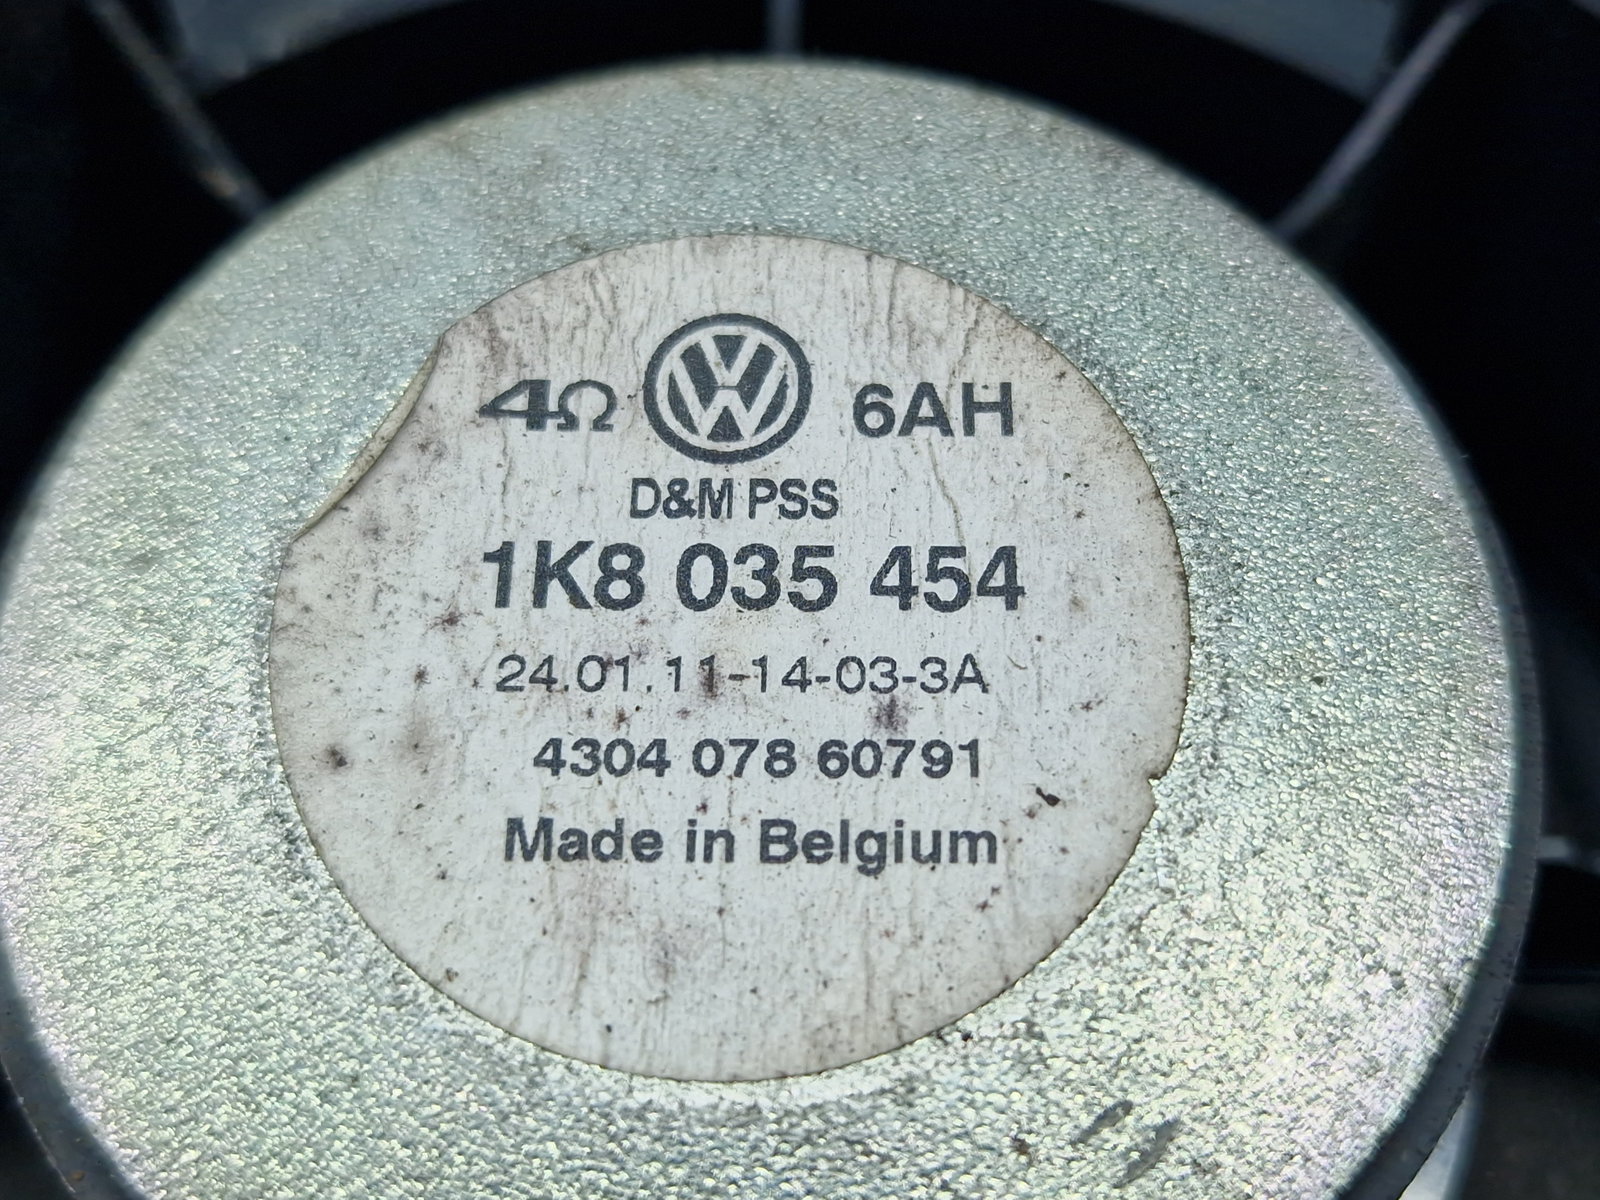 4Ω 6AH
D&M PSS
1K8 035 454
24.01.11-14-03-3A
4304 078 60791
Made in Belgium